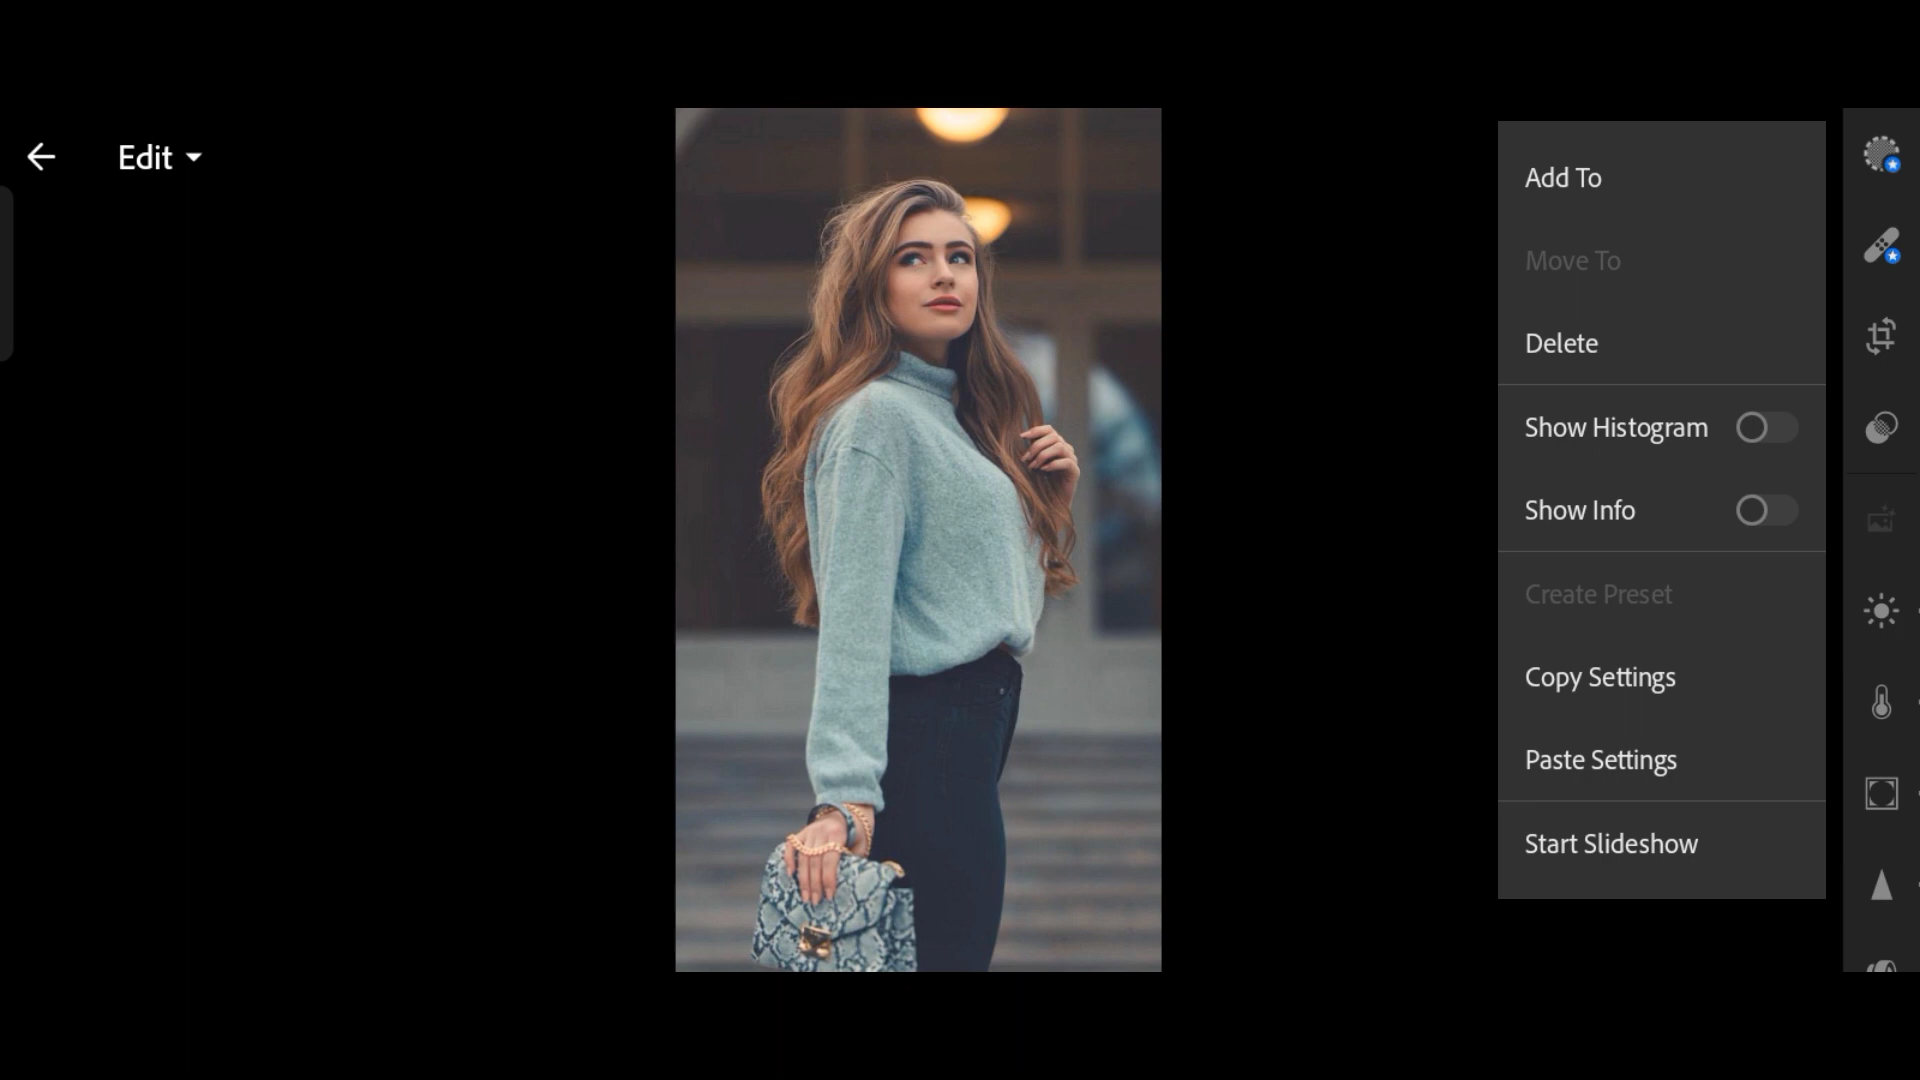 Edit
Add To
Move To
Delete
Show Histogram
Show Info
Create Preset
Copy Settings
Paste Settings
Start Slideshow